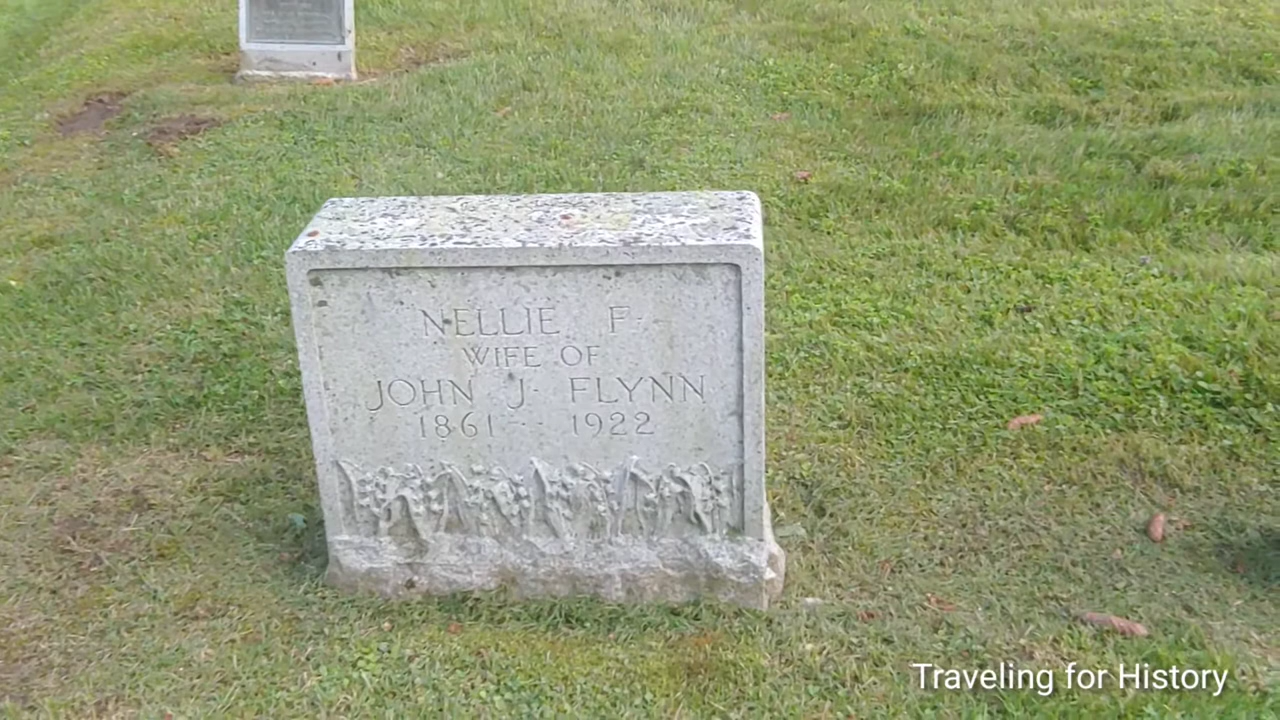 NELLIE F.
WIFE OF
JOHN J. FLYNN
1861 - 1922
Traveling for History